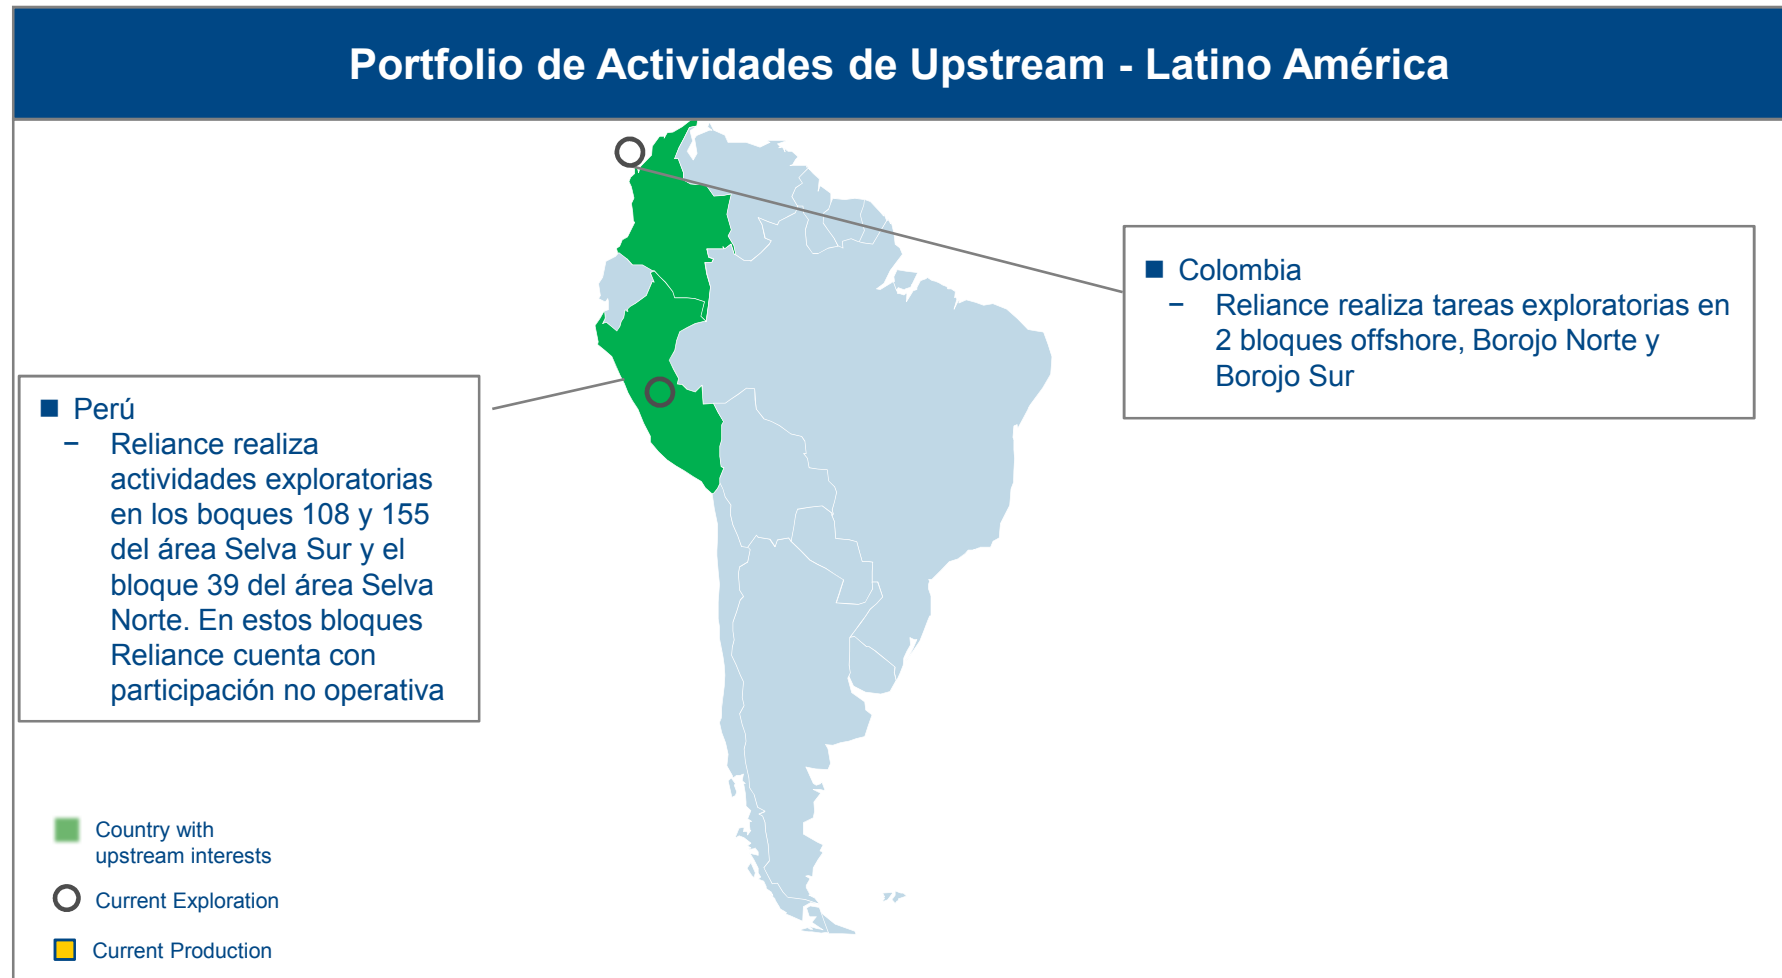 Portfolio de Actividades de Upstream - Latino América
■ Colombia
− Reliance realiza tareas exploratorias en
2 bloques offshore, Borojo Norte y
Borojo Sur
■ Perú
− Reliance realiza
actividades exploratorias
en los boques 108 y 155
del área Selva Sur y el
bloque 39 del área Selva
Norte. En estos bloques
Reliance cuenta con
participación no operativa
Country with
upstream interests
Current Exploration
Current Production